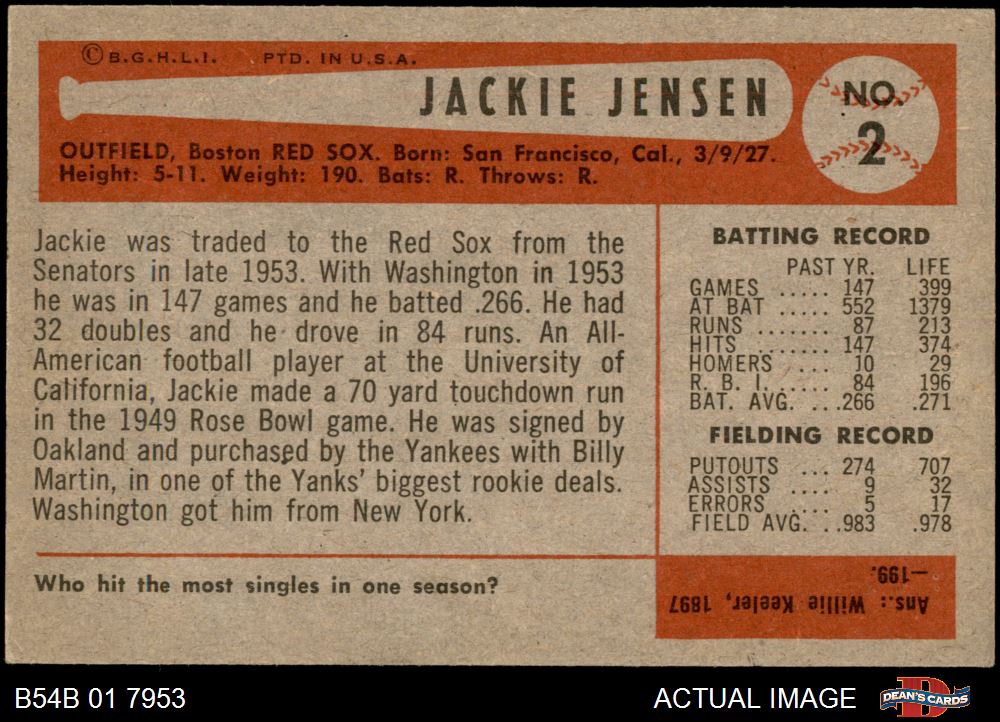 © B.G.H.L.I. PTD. IN U.S.A.
JACKIE JENSEN
NO.
2
OUTFIELD, Boston RED SOX. Born: San Francisco, Cal., 3/9/27.
Height: 5-11. Weight: 190. Bats: R. Throws: R.
Jackie was traded to the Red Sox from the
Senators in late 1953. With Washington in 1953
he was in 147 games and he batted .266. He had
32 doubles and he drove in 84 runs. An All-
American football player at the University of
California, Jackie made a 70 yard touchdown run
in the 1949 Rose Bowl game. He was signed by
Oakland and purchased by the Yankees with Billy
Martin, in one of the Yanks' biggest rookie deals.
Washington got him from New York.
BATTING RECORD
PAST YR. LIFE
GAMES ..... 147 399
AT BAT ..... 552 1379
RUNS ....... 87 213
HITS ....... 147 374
HOMERS ..... 10 29
R. B. I. ..... 84 196
BAT. AVG. ...266 .271
FIELDING RECORD
PUTOUTS ... 274 707
ASSISTS .... 9 32
ERRORS .... 5 17
FIELD AVG. ..983 .978
Who hit the most singles in one season?
Ans.: Willie Keeler, 1897
—199.
B54B 01 7953
ACTUAL IMAGE
DEAN'S CARDS